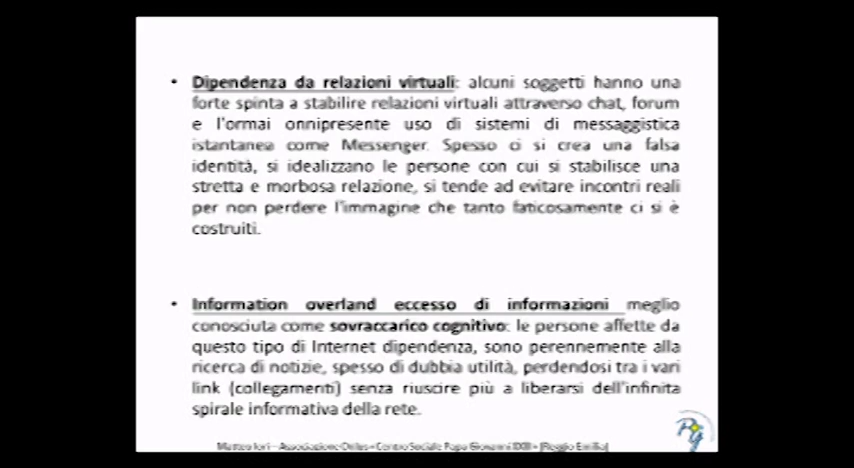 • Dipendenza da relazioni virtuali: alcuni soggetti hanno una
forte spinta a stabilire relazioni virtuali attraverso chat, forum
e l'ormai onnipresente uso di sistemi di messaggistica
istantanea come Messenger. Spesso ci si crea una falsa
identità, si idealizzano le persone con cui si stabilisce una
stretta e morbosa relazione, si tende ad evitare incontri reali
per non perdere l'immagine che tanto faticosamente ci si è
costruiti.
• Information overland eccesso di informazioni meglio
conosciuta come sovraccarico cognitivo: le persone affette da
questo tipo di Internet dipendenza, sono perennemente alla
ricerca di notizie, spesso di dubbia utilità, perdendosi tra i vari
link (collegamenti) senza riuscire più a liberarsi dell'infinita
spirale informativa della rete.
Matteo Iori – Associazione Onlus « Centro Sociale Papa Giovanni XXIII » (Reggio Emilia)